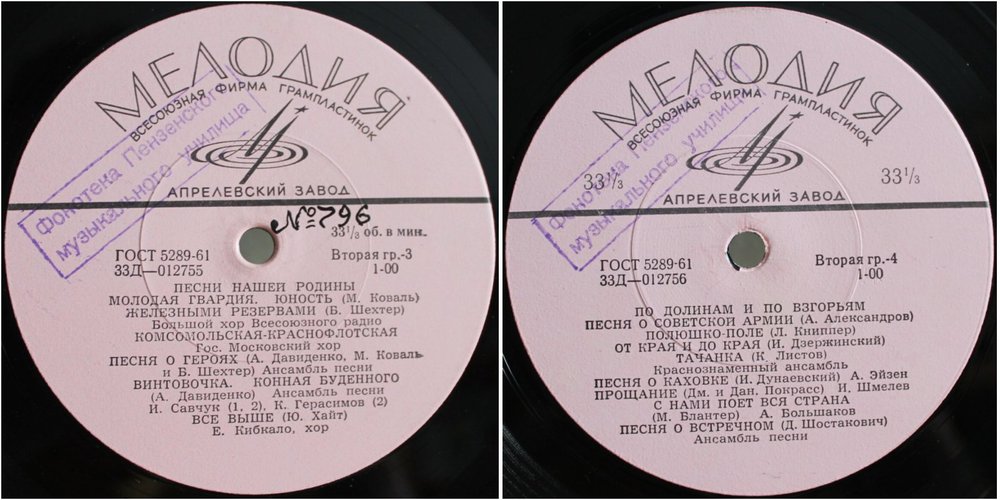 МЕЛОДИЯ
ВСЕСОЮЗНАЯ ФИРМА ГРАМПЛАСТИНОК
Фонотека Пензенского
музыкального училища
АПРЕЛЕВСКИЙ ЗАВОД
№796
33⅓ об. в мин.
ГОСТ 5289-61
33Д—012755
Вторая гр.-3
1-00
ПЕСНИ НАШЕЙ РОДИНЫ
МОЛОДАЯ ГВАРДИЯ, ЮНОСТЬ (М. Коваль)
ЖЕЛЕЗНЫМИ РЕЗЕРВАМИ (Б. Шехтер)
Большой хор Всесоюзного радио
КОМСОМОЛЬСКАЯ-КРАСНОФЛОТСКАЯ
Гос. Московский хор
ПЕСНЯ О ГЕРОЯХ (А. Давиденко, М. Коваль
и Б. Шехтер) Ансамбль песни
ВИНТОВОЧКА. КОННАЯ БУДЕННОГО
(А. Давиденко) Ансамбль песни
И. Савчук (1, 2), К. Герасимов (2)
ВСЕ ВЫШЕ (Ю. Хайт)
Е. Кибкало, хор
МЕЛОДИЯ
ВСЕСОЮЗНАЯ ФИРМА ГРАМПЛАСТИНОК
Фонотека Пензенского
музыкального училища
33⅓
33⅓
АПРЕЛЕВСКИЙ ЗАВОД
ГОСТ 5289-61
33Д—012756
Вторая гр.-4
1-00
ПО ДОЛИНАМ И ПО ВЗГОРЬЯМ
ПЕСНЯ О СОВЕТСКОЙ АРМИИ (А. Александров)
ПОЛЮШКО-ПОЛЕ (Л. Книппер)
ОТ КРАЯ И ДО КРАЯ (И. Дзержинский)
ТАЧАНКА (К. Листов)
Краснознаменный ансамбль
ПЕСНЯ О КАХОВКЕ (И. Дунаевский) А. Эйзен
ПРОЩАНИЕ (Дм. и Дан. Покрасс) И. Шмелев
С НАМИ ПОЕТ ВСЯ СТРАНА
(М. Блантер) А. Большаков
ПЕСНЯ О ВСТРЕЧНОМ (Д. Шостакович)
Ансамбль песни